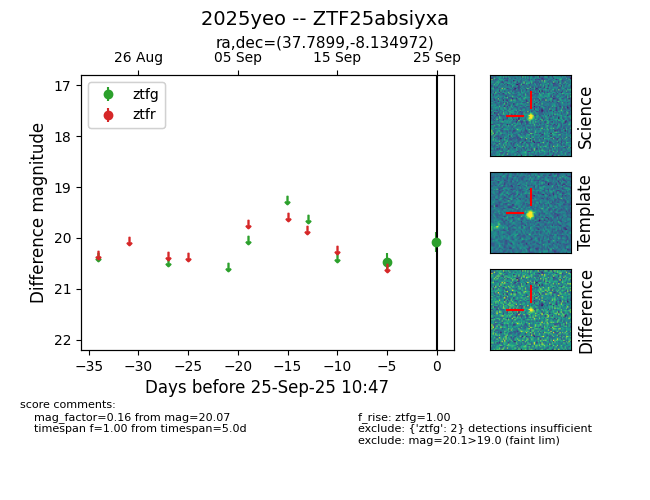 2025yeo -- ZTF25absiyxa
ra,dec=(37.7899,-8.134972)
26 Aug 05 Sep 15 Sep 25 Sep
ztfg
ztfr
17
18
19
20
21
22
Difference magnitude
−35 −30 −25 −20 −15 −10 −5 0
Days before 25-Sep-25 10:47
Science
Template
Difference
score comments:
mag_factor=0.16 from mag=20.07
timespan f=1.00 from timespan=5.0d
f_rise: ztfg=1.00
exclude: {'ztfg': 2} detections insufficient
exclude: mag=20.1>19.0 (faint lim)